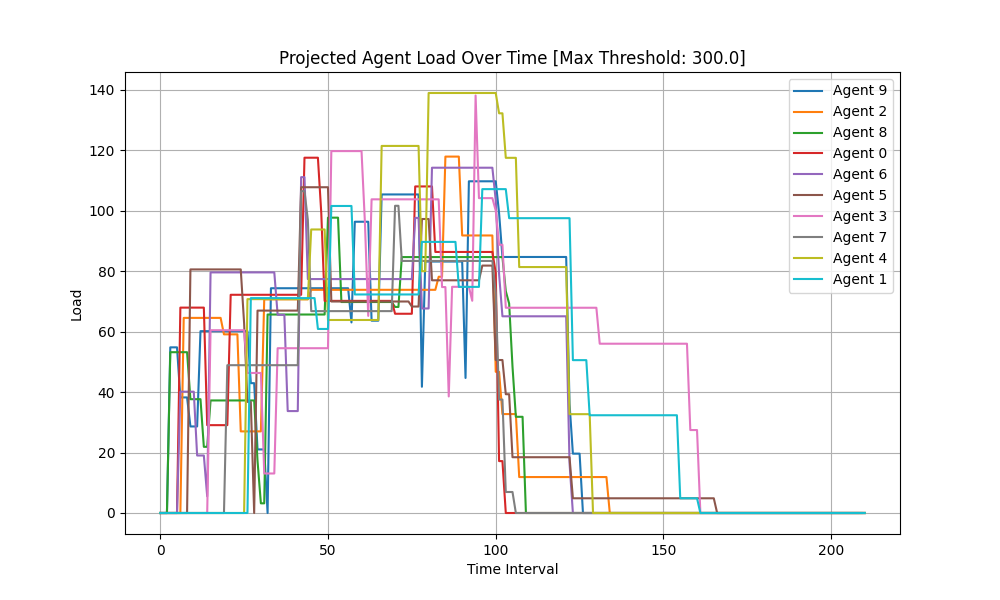 Projected Agent Load Over Time [Max Threshold: 300.0]
140
120
100
80
60
40
20
0
Load
0 50 100 150 200
Time Interval
Agent 9
Agent 2
Agent 8
Agent 0
Agent 6
Agent 5
Agent 3
Agent 7
Agent 4
Agent 1